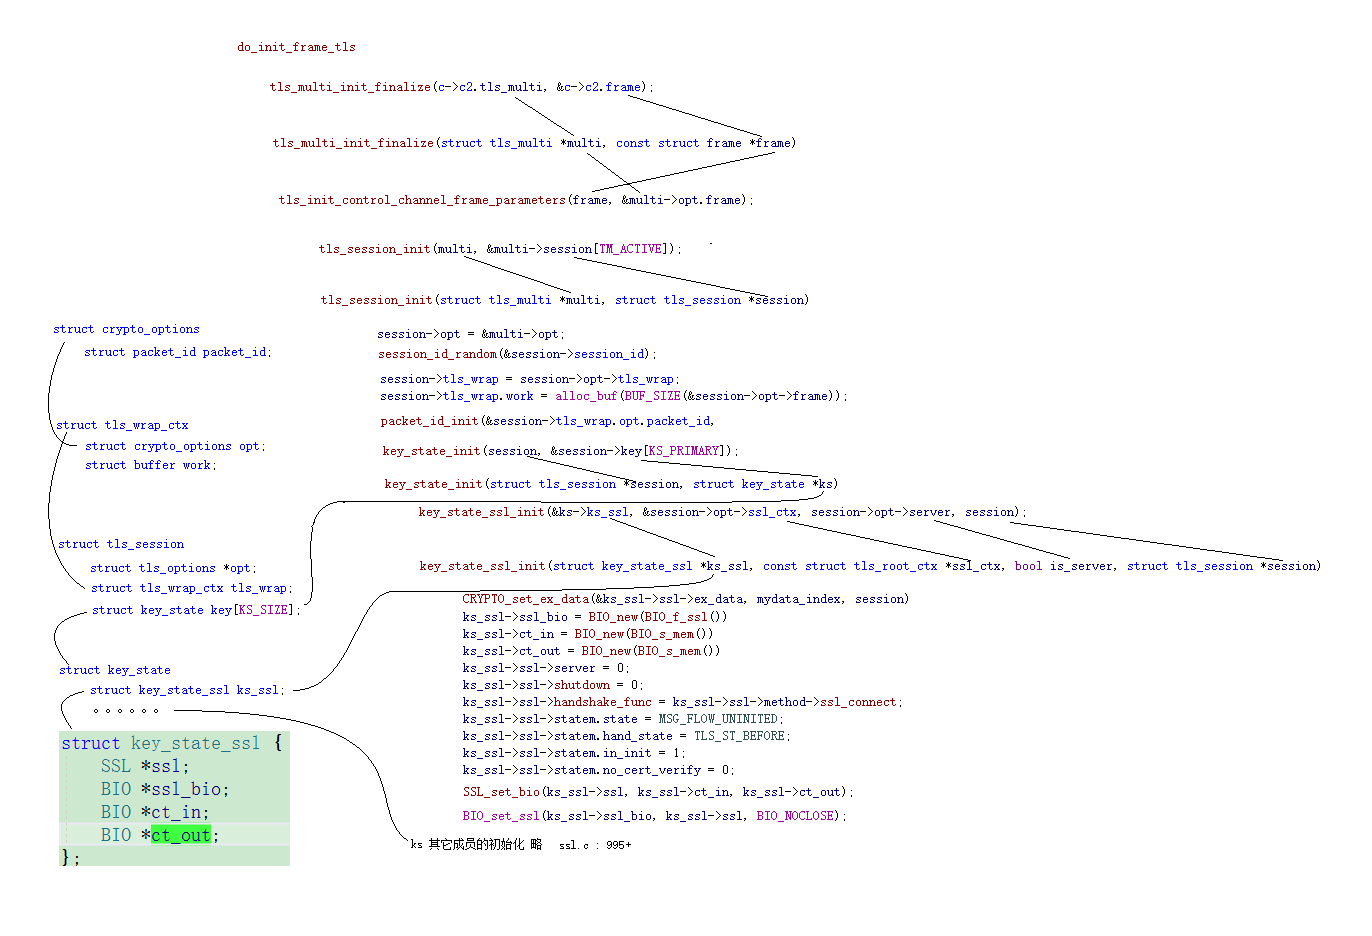 do_init_frame_tls
tls_multi_init_finalize(c->c2.tls_multi, &c->c2.frame);
tls_multi_init_finalize(struct tls_multi *multi, const struct frame *frame)
tls_init_control_channel_frame_parameters(frame, &multi->opt.frame);
tls_session_init(multi, &multi->session[TM_ACTIVE]);
tls_session_init(struct tls_multi *multi, struct tls_session *session)
struct crypto_options
struct packet_id packet_id;
struct tls_wrap_ctx
struct crypto_options opt;
struct buffer work;
struct tls_session
struct tls_options *opt;
struct tls_wrap_ctx tls_wrap;
struct key_state key[KS_SIZE];
struct key_state
struct key_state_ssl ks_ssl;
。。。。。。
struct key_state_ssl {
SSL *ssl;
BIO *ssl_bio;
BIO *ct_in;
BIO *ct_out;
};
session->opt = &multi->opt;
session_id_random(&session->session_id);
session->tls_wrap = session->opt->tls_wrap;
session->tls_wrap.work = alloc_buf(BUF_SIZE(&session->opt->frame));
packet_id_init(&session->tls_wrap.opt.packet_id,
key_state_init(session, &session->key[KS_PRIMARY]);
key_state_init(struct tls_session *session, struct key_state *ks)
key_state_ssl_init(&ks->ks_ssl, &session->opt->ssl_ctx, session->opt->server, session);
key_state_ssl_init(struct key_state_ssl *ks_ssl, const struct tls_root_ctx *ssl_ctx, bool is_server, struct tls_session *session)
CRYPTO_set_ex_data(&ks_ssl->ssl->ex_data, mydata_index, session)
ks_ssl->ssl_bio = BIO_new(BIO_f_ssl())
ks_ssl->ct_in = BIO_new(BIO_s_mem())
ks_ssl->ct_out = BIO_new(BIO_s_mem())
ks_ssl->ssl->server = 0;
ks_ssl->ssl->shutdown = 0;
ks_ssl->ssl->handshake_func = ks_ssl->ssl->method->ssl_connect;
ks_ssl->ssl->statem.state = MSG_FLOW_UNINITED;
ks_ssl->ssl->statem.hand_state = TLS_ST_BEFORE;
ks_ssl->ssl->statem.in_init = 1;
ks_ssl->ssl->statem.no_cert_verify = 0;
SSL_set_bio(ks_ssl->ssl, ks_ssl->ct_in, ks_ssl->ct_out);
BIO_set_ssl(ks_ssl->ssl_bio, ks_ssl->ssl, BIO_NOCLOSE);
ks 其它成员的初始化 略 ssl.c : 995+